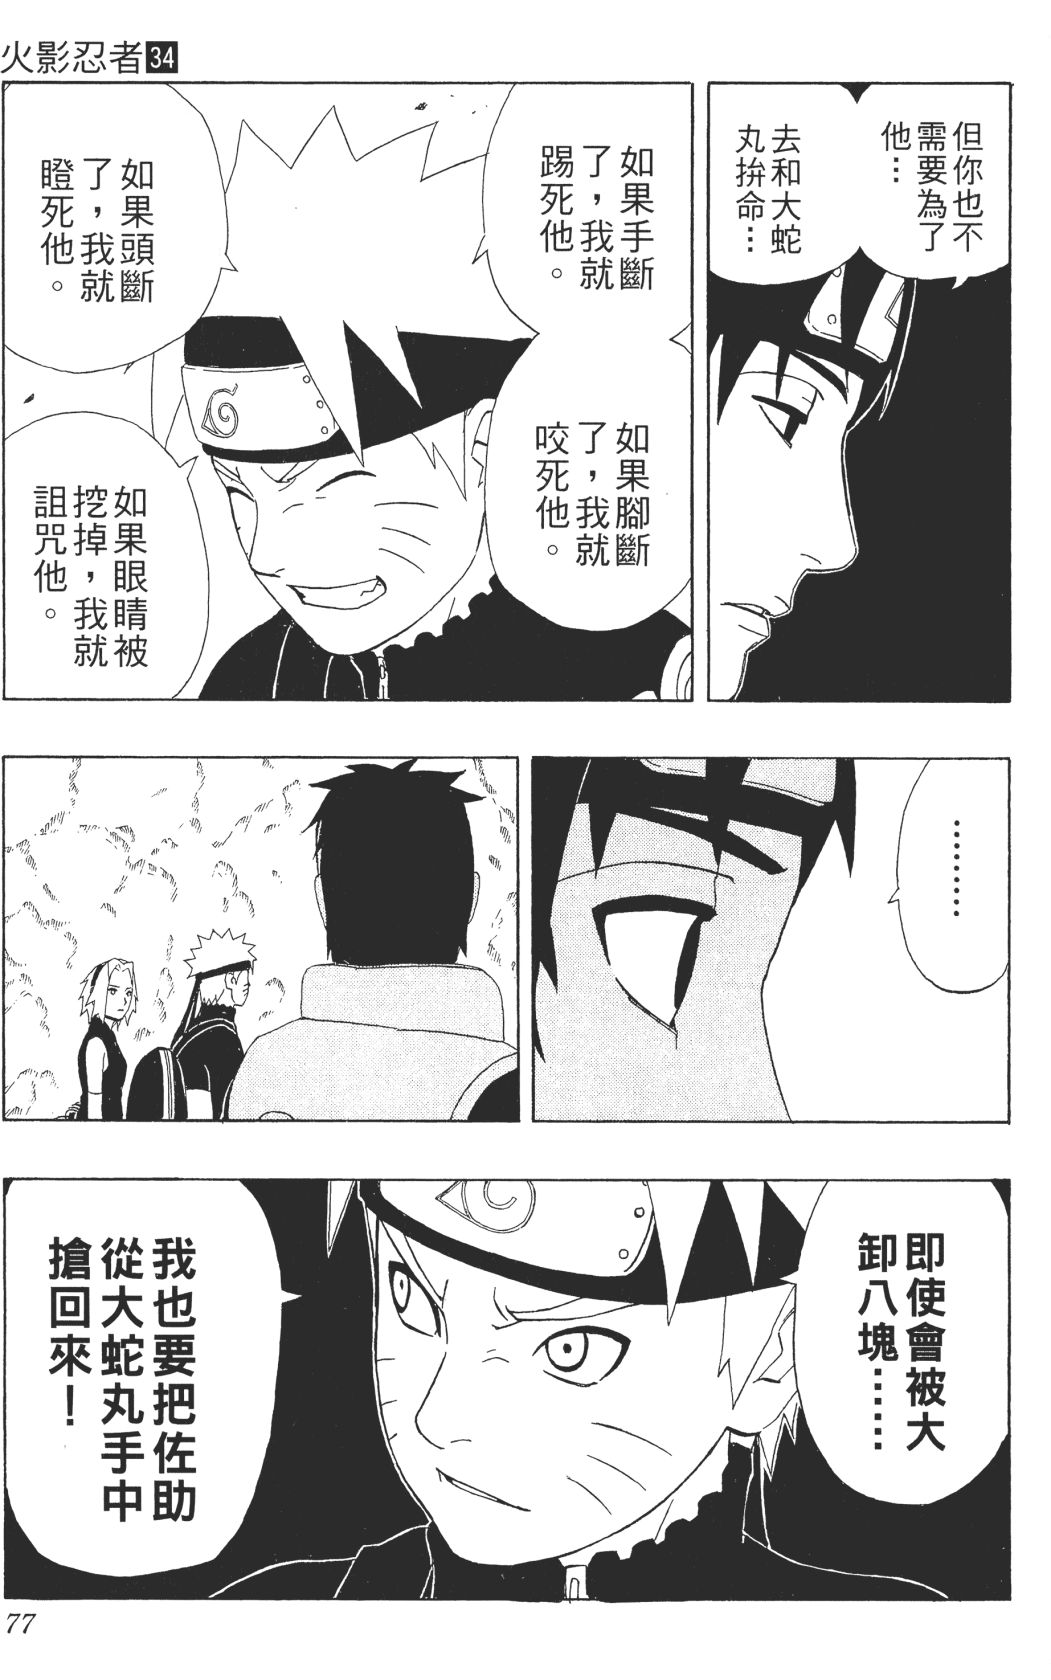 火影忍者34
但你也不
需要為了
他…
去和大蛇
丸拚命…
如果手斷
了，我就
踢死他。
如果腳斷
了，我就
咬死他。
如果頭斷
了，我就
瞪死他。
如果眼睛被
挖掉，我就
詛咒他。
………
即使會被大
卸八塊……
我也要把佐助
從大蛇丸手中
搶回來！
77